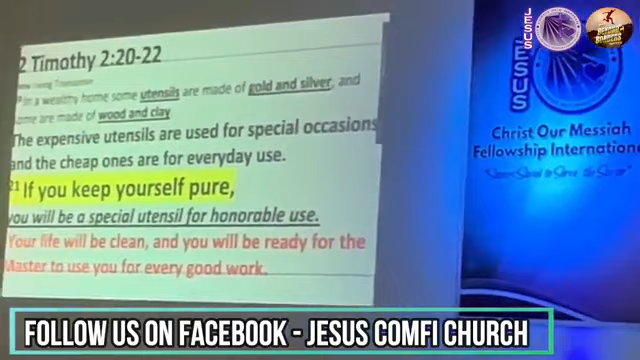 2 Timothy 2:20-22
New Living Translation
In a wealthy home some utensils are made of gold and silver, and
some are made of wood and clay.
The expensive utensils are used for special occasions,
and the cheap ones are for everyday use.
21 If you keep yourself pure,
you will be a special utensil for honorable use.
Your life will be clean, and you will be ready for the
Master to use you for every good work.
JESUS
JESUS
Christ Our Messiah
Fellowship International
FOLLOW US ON FACEBOOK - JESUS COMFI CHURCH